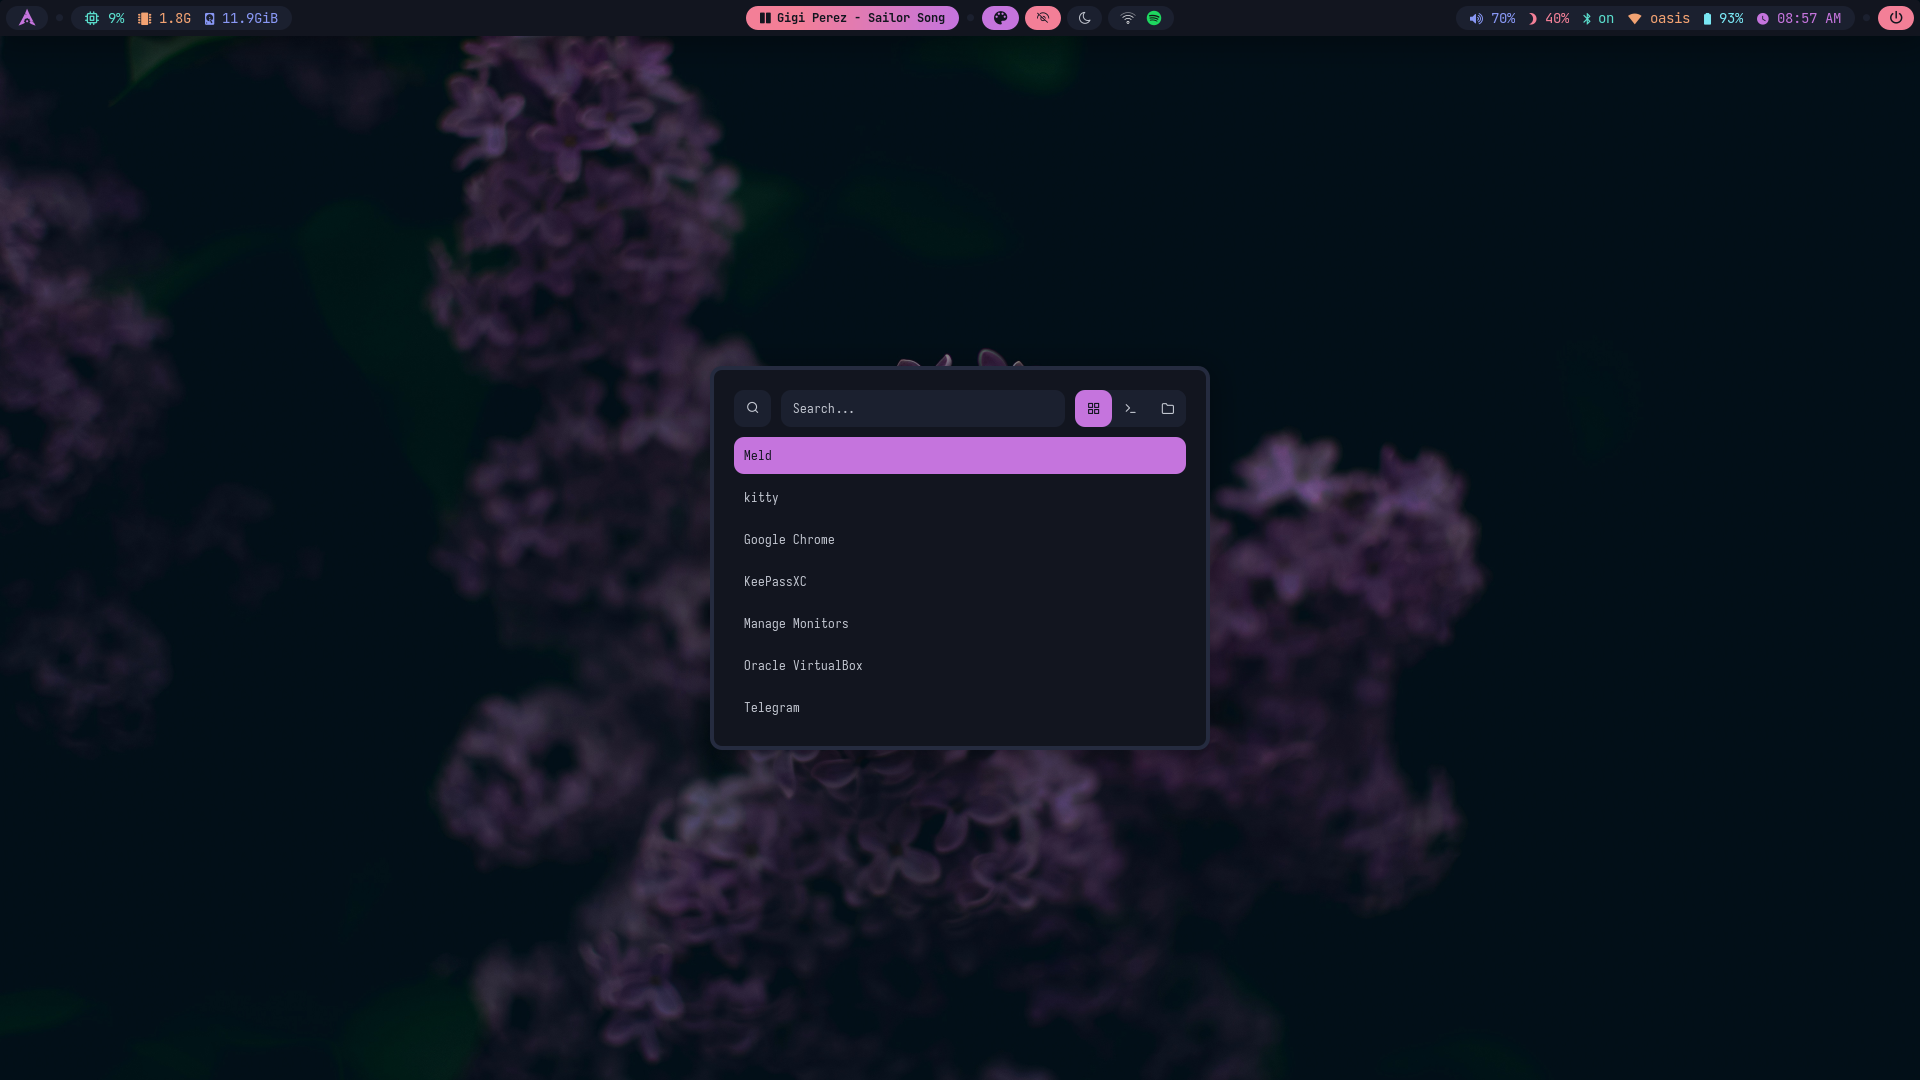 9% 1.8G 11.9GiB Gigi Perez - Sailor Song 70% 40% on oasis 93% 08:57 AM
Search...
Meld
kitty
Google Chrome
KeePassXC
Manage Monitors
Oracle VirtualBox
Telegram